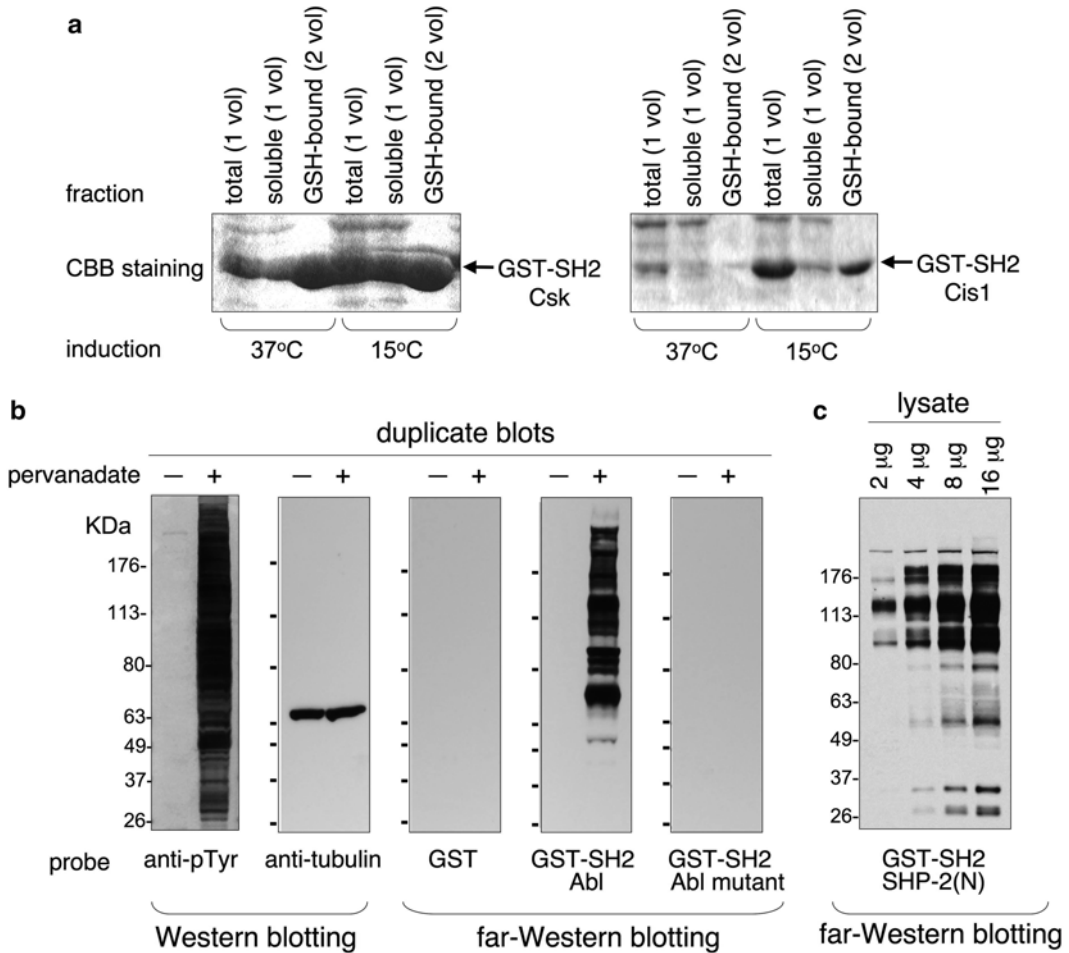 a
fraction
total (1 vol)
soluble (1 vol)
GSH-bound (2 vol)
total (1 vol)
soluble (1 vol)
GSH-bound (2 vol)
total (1 vol)
soluble (1 vol)
GSH-bound (2 vol)
total (1 vol)
soluble (1 vol)
GSH-bound (2 vol)
CBB staining
GST-SH2
Csk
GST-SH2
Cis1
induction
37ºC
15ºC
37ºC
15ºC
b
duplicate blots
pervanadate
— + — + — + — + — +
KDa
176-
113-
80-
63-
49-
37-
26-
probe
anti-pTyr
anti-tubulin
GST
GST-SH2
Abl
GST-SH2
Abl mutant
Western blotting
far-Western blotting
c
lysate
2 µg
4 µg
8 µg
16 µg
176-
113-
80-
63-
49-
37-
26-
GST-SH2
SHP-2(N)
far-Western blotting